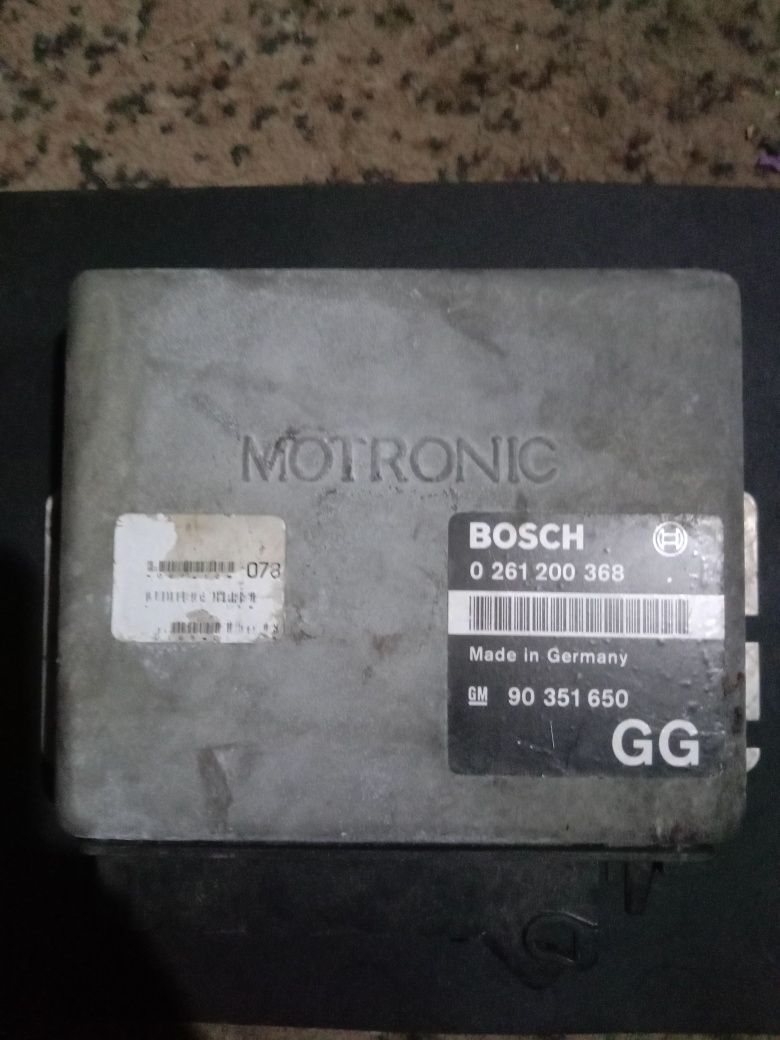 MOTRONIC
078
BOSCH
0 261 200 368
Made in Germany
GM 90 351 650
GG